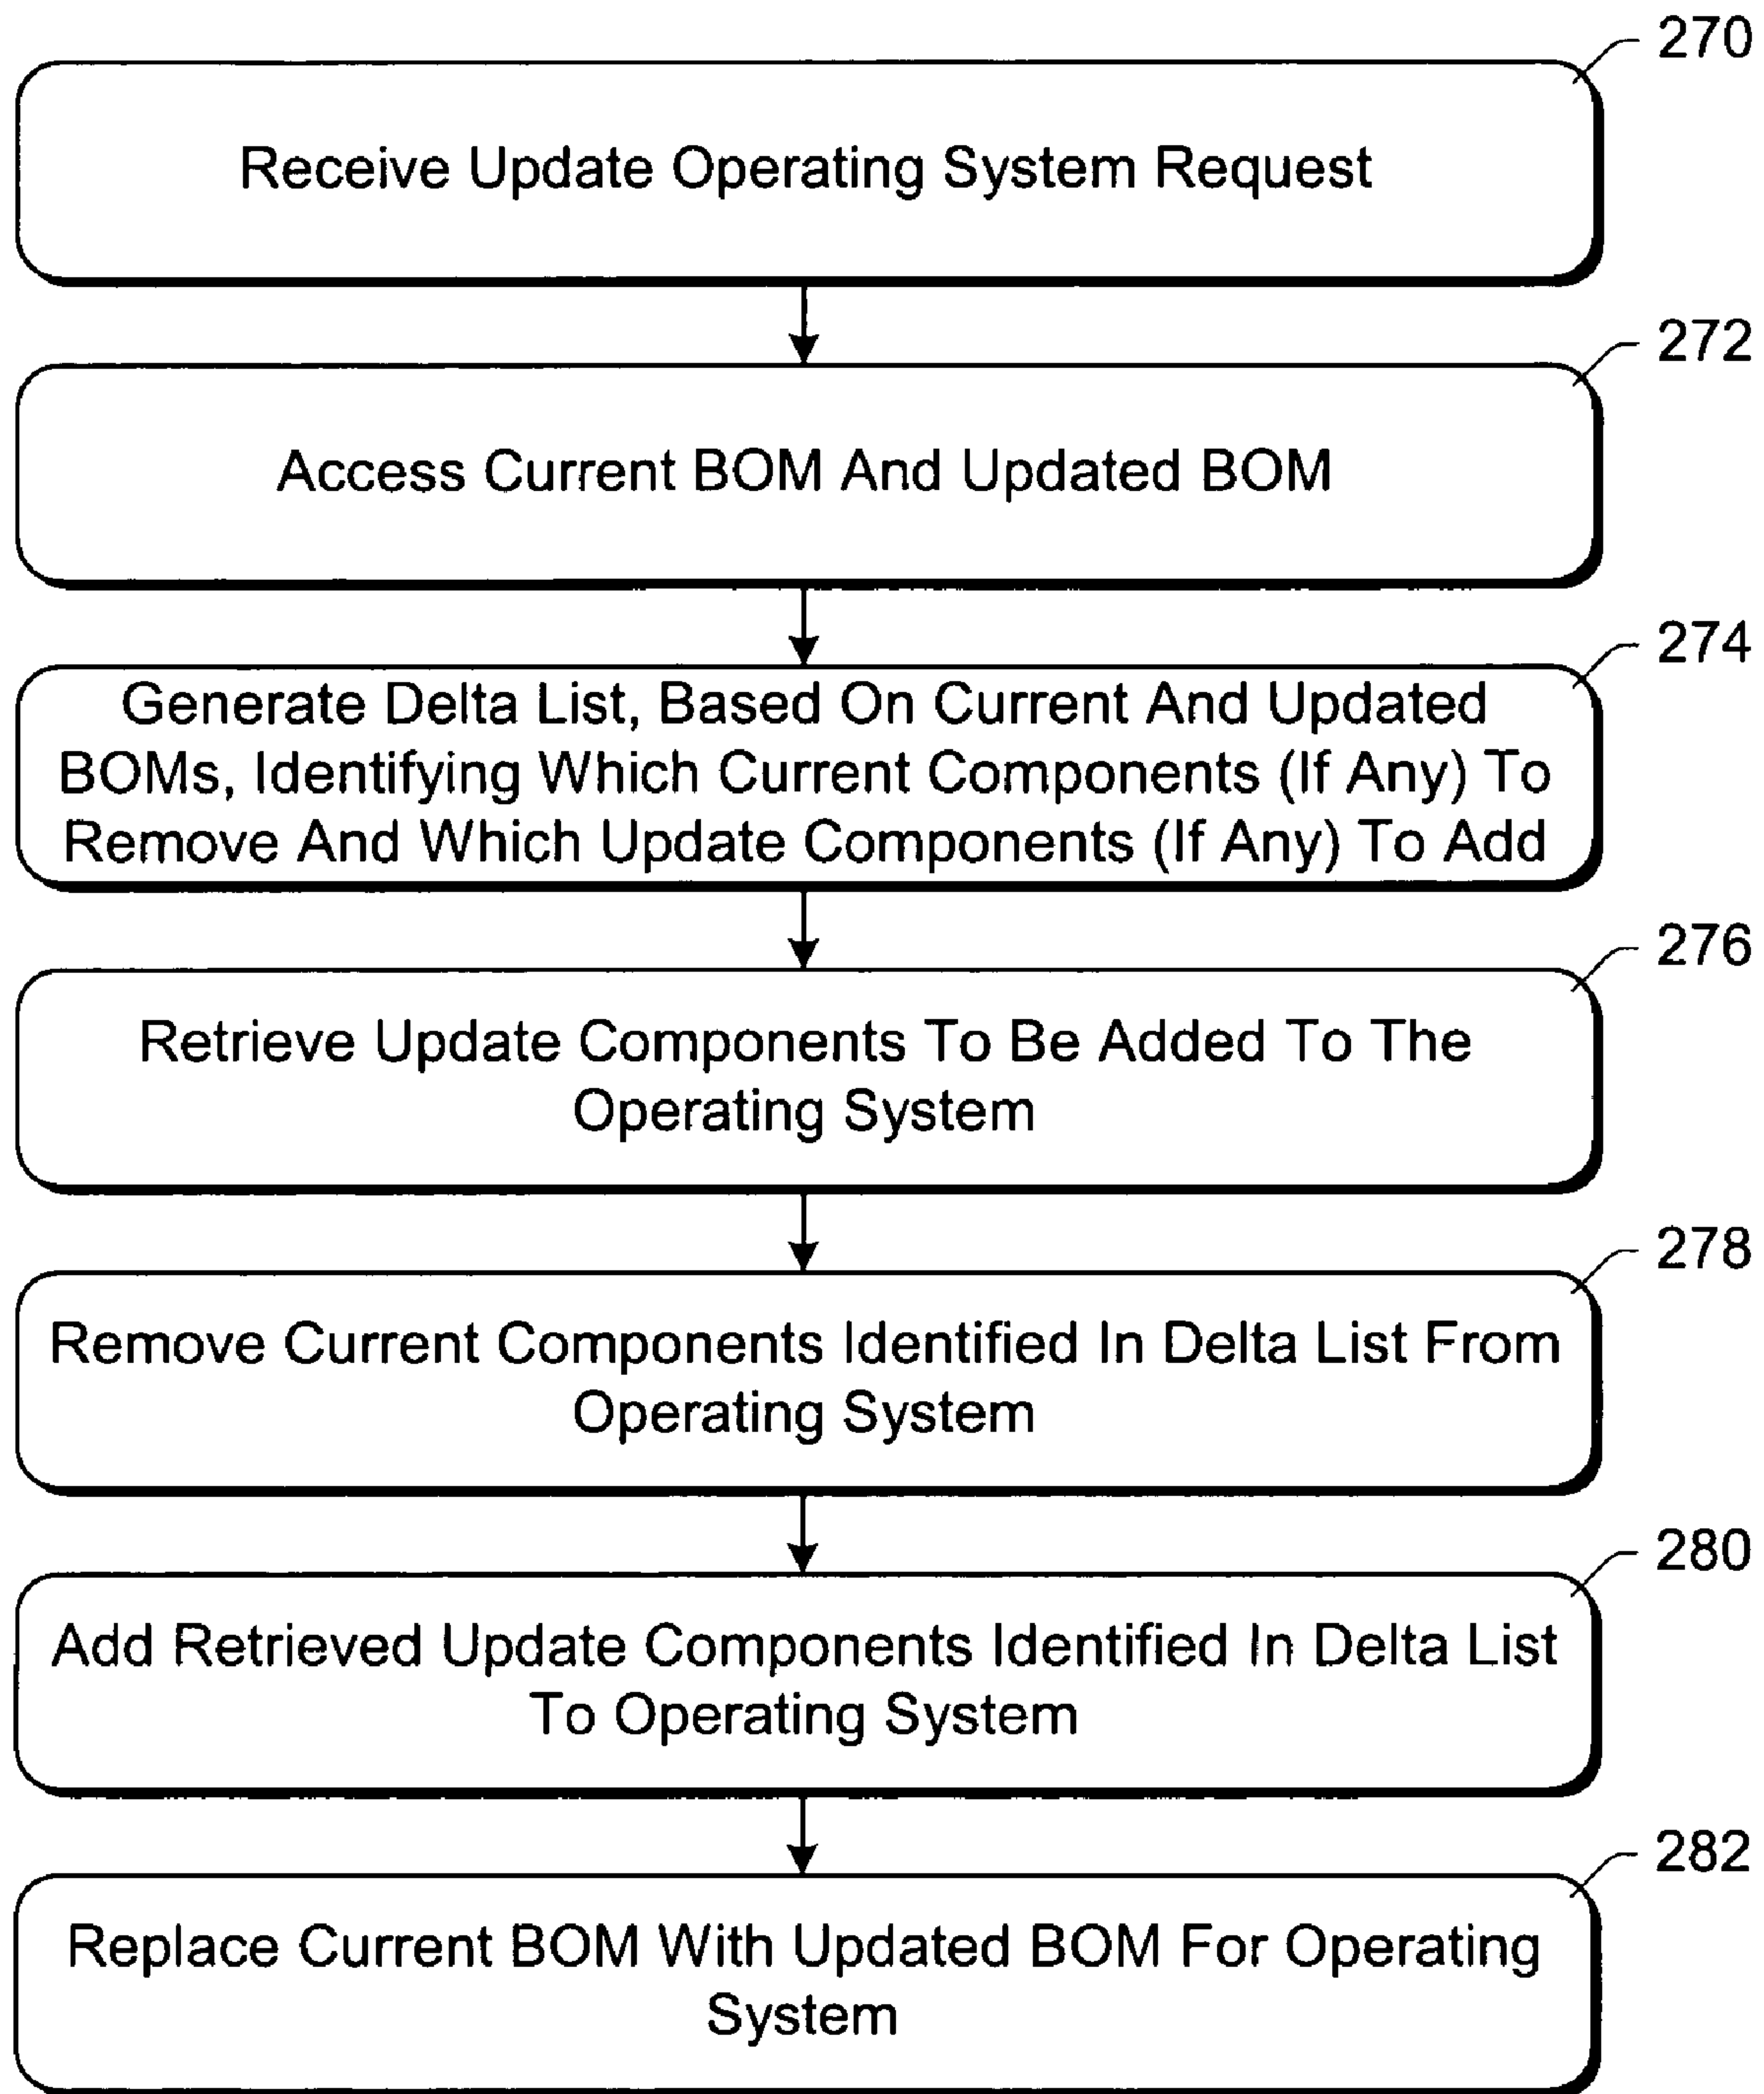 270
Receive Update Operating System Request
272
Access Current BOM And Updated BOM
274
Generate Delta List, Based On Current And Updated
BOMs, Identifying Which Current Components (If Any) To
Remove And Which Update Components (If Any) To Add
276
Retrieve Update Components To Be Added To The
Operating System
278
Remove Current Components Identified In Delta List From
Operating System
280
Add Retrieved Update Components Identified In Delta List
To Operating System
282
Replace Current BOM With Updated BOM For Operating
System